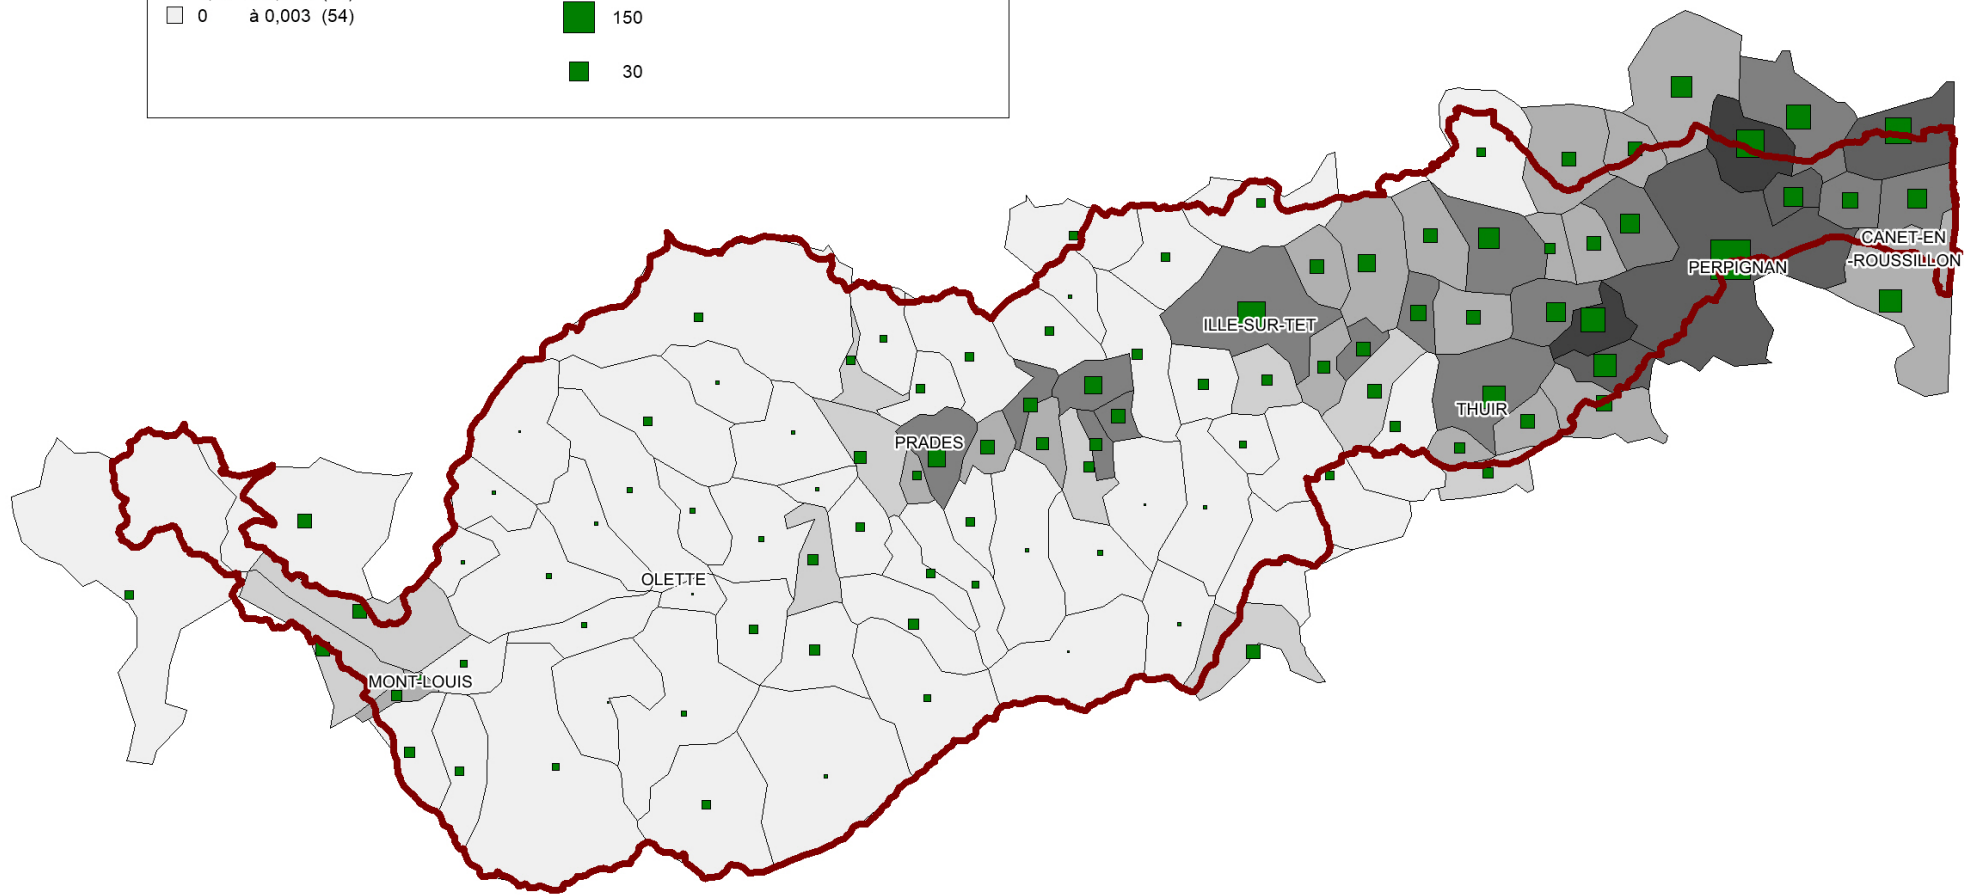 0 à 0,003 (54)
150
30
CANET-EN
-ROUSSILLON
PERPIGNAN
ILLE-SUR-TET
THUIR
PRADES
OLETTE
MONT-LOUIS